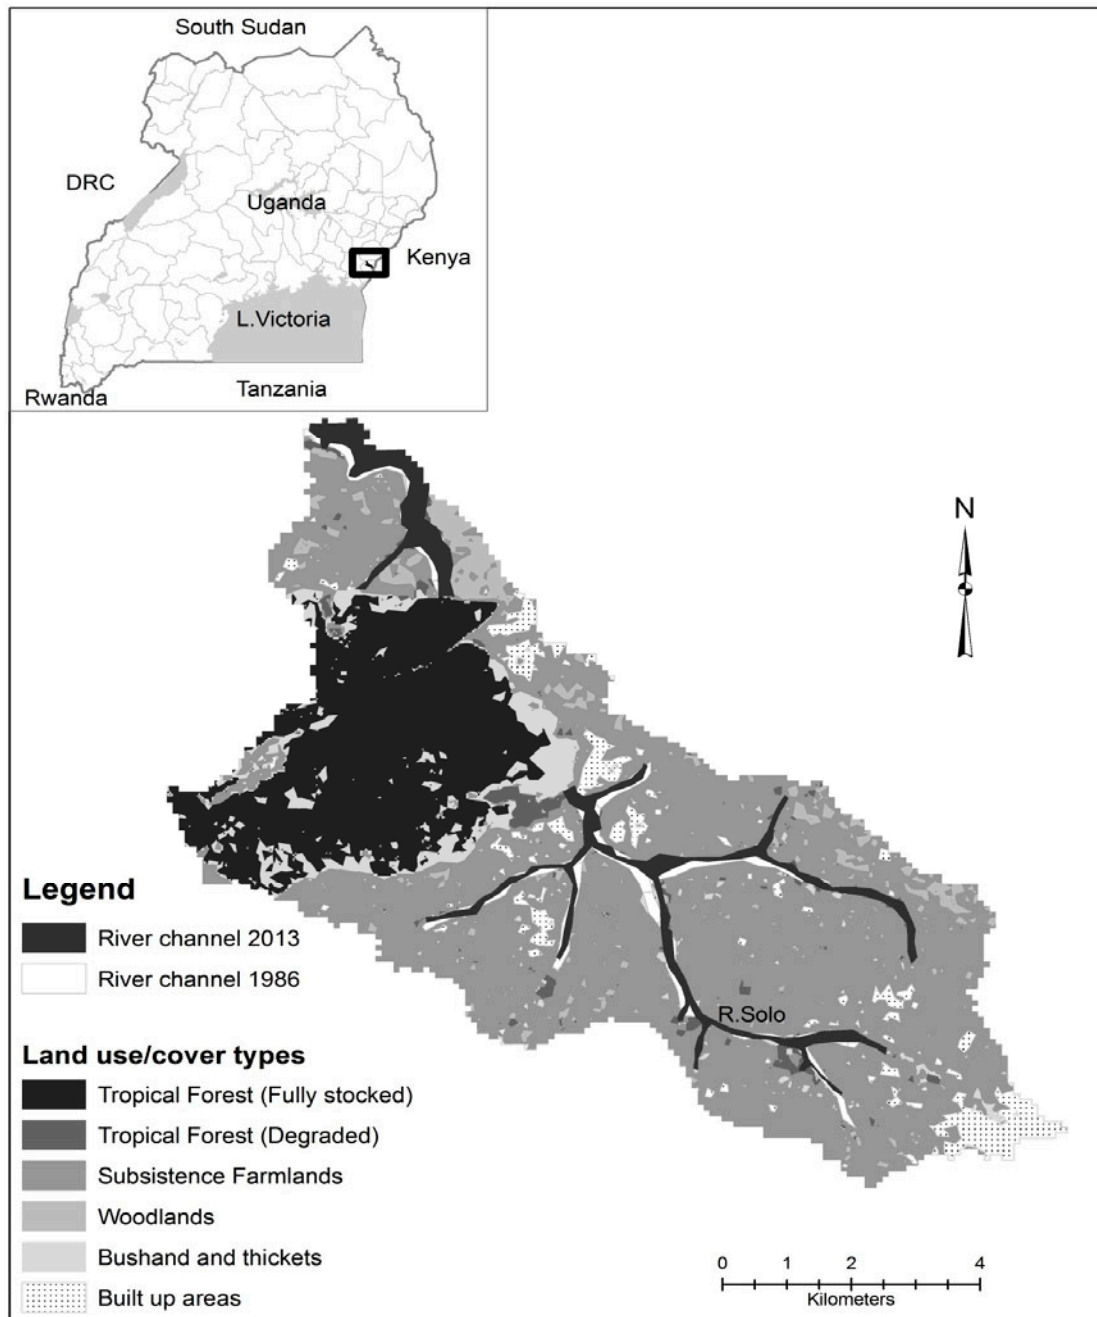 South Sudan
DRC
Uganda
Kenya
L.Victoria
Tanzania
Rwanda
N
Legend
River channel 2013
River channel 1986
R.Solo
Land use/cover types
Tropical Forest (Fully stocked)
Tropical Forest (Degraded)
Subsistence Farmlands
Woodlands
Bushand and thickets
Built up areas
0 1 2 4
Kilometers